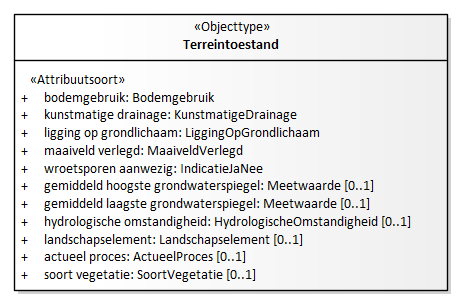 «Objecttype»
Terreintoestand
«Attribuutsoort»
+ bodemgebruik: Bodemgebruik
+ kunstmatige drainage: KunstmatigeDrainage
+ ligging op grondlichaam: LiggingOpGrondlichaam
+ maaiveld verlegd: MaaiveldVerlegd
+ wroetsporen aanwezig: IndicatieJaNee
+ gemiddeld hoogste grondwaterspiegel: Meetwaarde [0..1]
+ gemiddeld laagste grondwaterspiegel: Meetwaarde [0..1]
+ hydrologische omstandigheid: HydrologischeOmstandigheid [0..1]
+ landschapselement: Landschapselement [0..1]
+ actueel proces: ActueelProces [0..1]
+ soort vegetatie: SoortVegetatie [0..1]